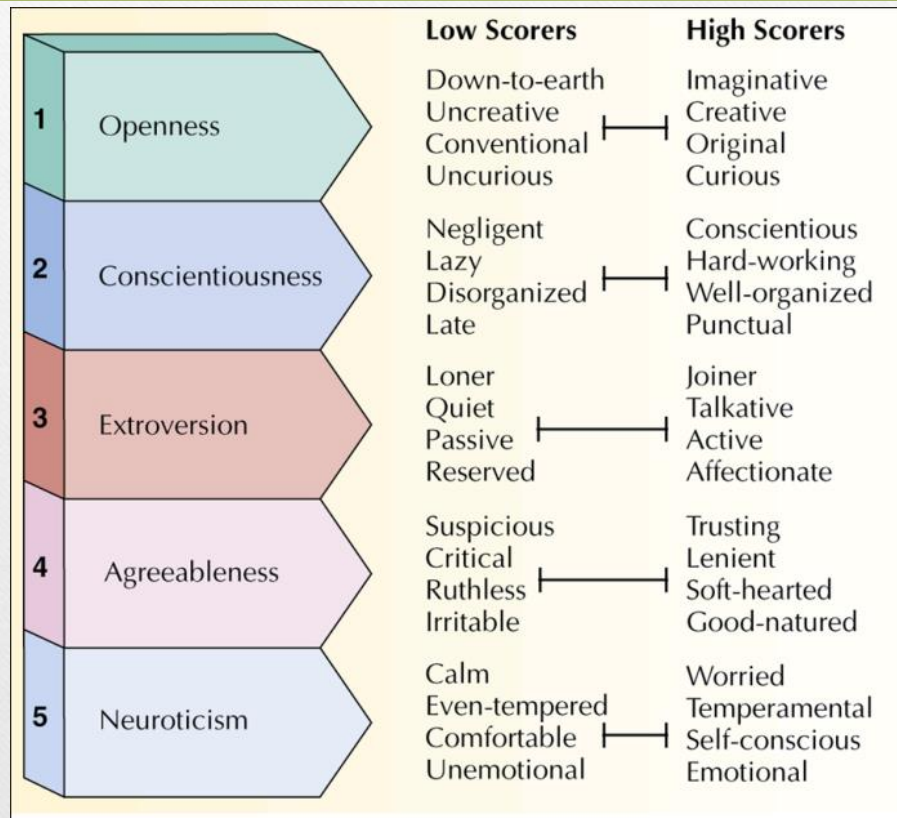 Low Scorers High Scorers
1 Openness
Down-to-earth Imaginative
Uncreative Creative
Conventional Original
Uncurious Curious
2 Conscientiousness
Negligent Conscientious
Lazy Hard-working
Disorganized Well-organized
Late Punctual
3 Extroversion
Loner Joiner
Quiet Talkative
Passive Active
Reserved Affectionate
4 Agreeableness
Suspicious Trusting
Critical Lenient
Ruthless Soft-hearted
Irritable Good-natured
5 Neuroticism
Calm Worried
Even-tempered Temperamental
Comfortable Self-conscious
Unemotional Emotional